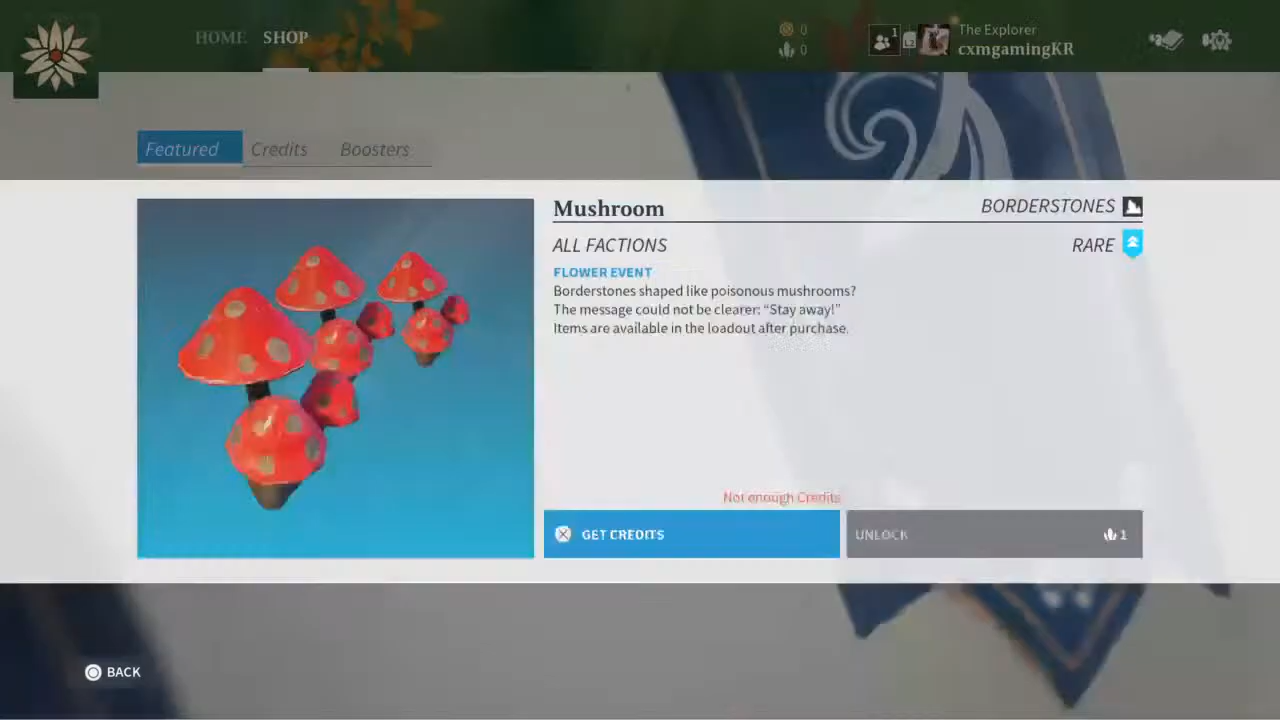 HOME SHOP
0
0
1
The Explorer
cxmgamingKR
Featured Credits Boosters
Mushroom
BORDERSTONES
ALL FACTIONS
RARE
FLOWER EVENT
Borderstones shaped like poisonous mushrooms?
The message could not be clearer: “Stay away!”
Items are available in the loadout after purchase.
Not enough Credits
GET CREDITS
UNLOCK 1
BACK